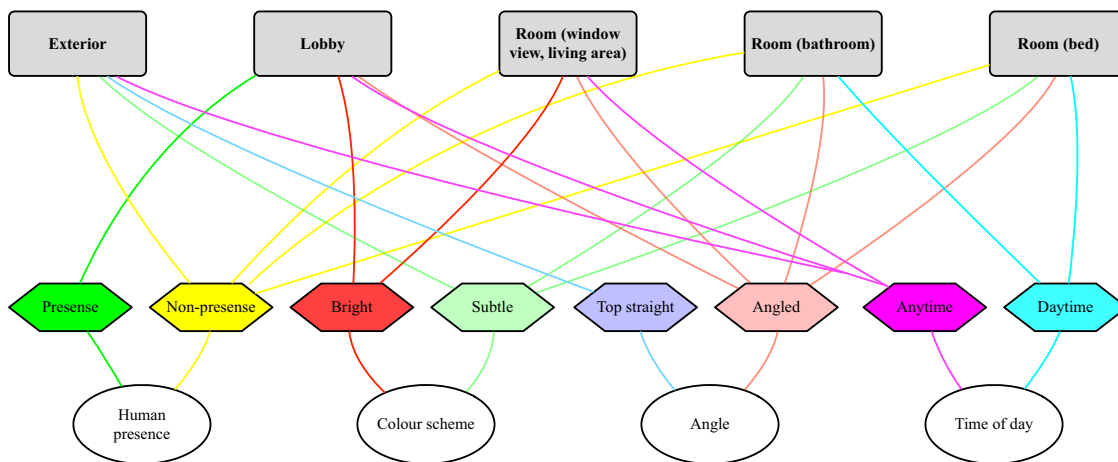 Exterior
Lobby
Room (window
view, living area)
Room (bathroom)
Room (bed)
Presense
Non-presense
Bright
Subtle
Top straight
Angled
Anytime
Daytime
Human
presence
Colour scheme
Angle
Time of day